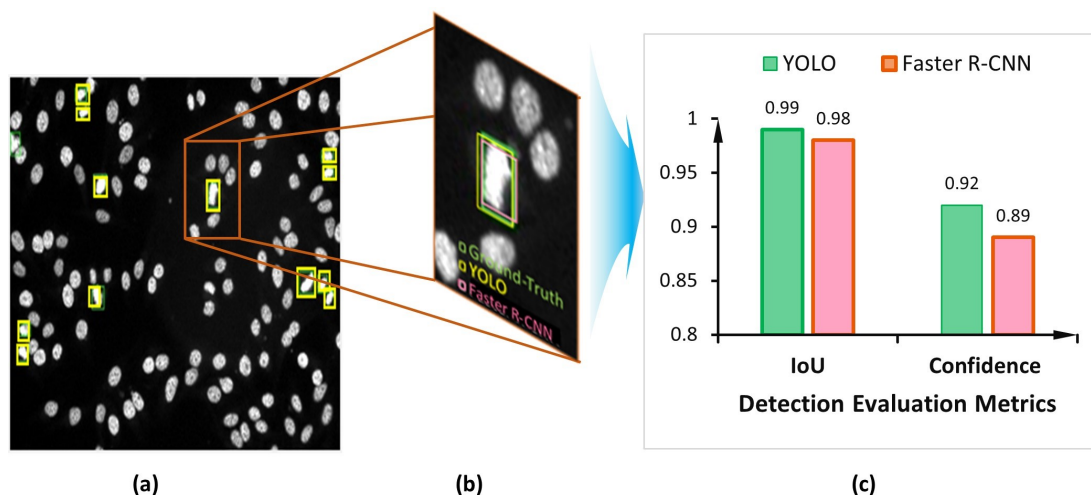 Ground-Truth
YOLO
Faster R-CNN
YOLO
Faster R-CNN
0.99
0.98
0.92
0.89
1
0.95
0.9
0.85
0.8
IoU
Confidence
Detection Evaluation Metrics
(a)
(b)
(c)